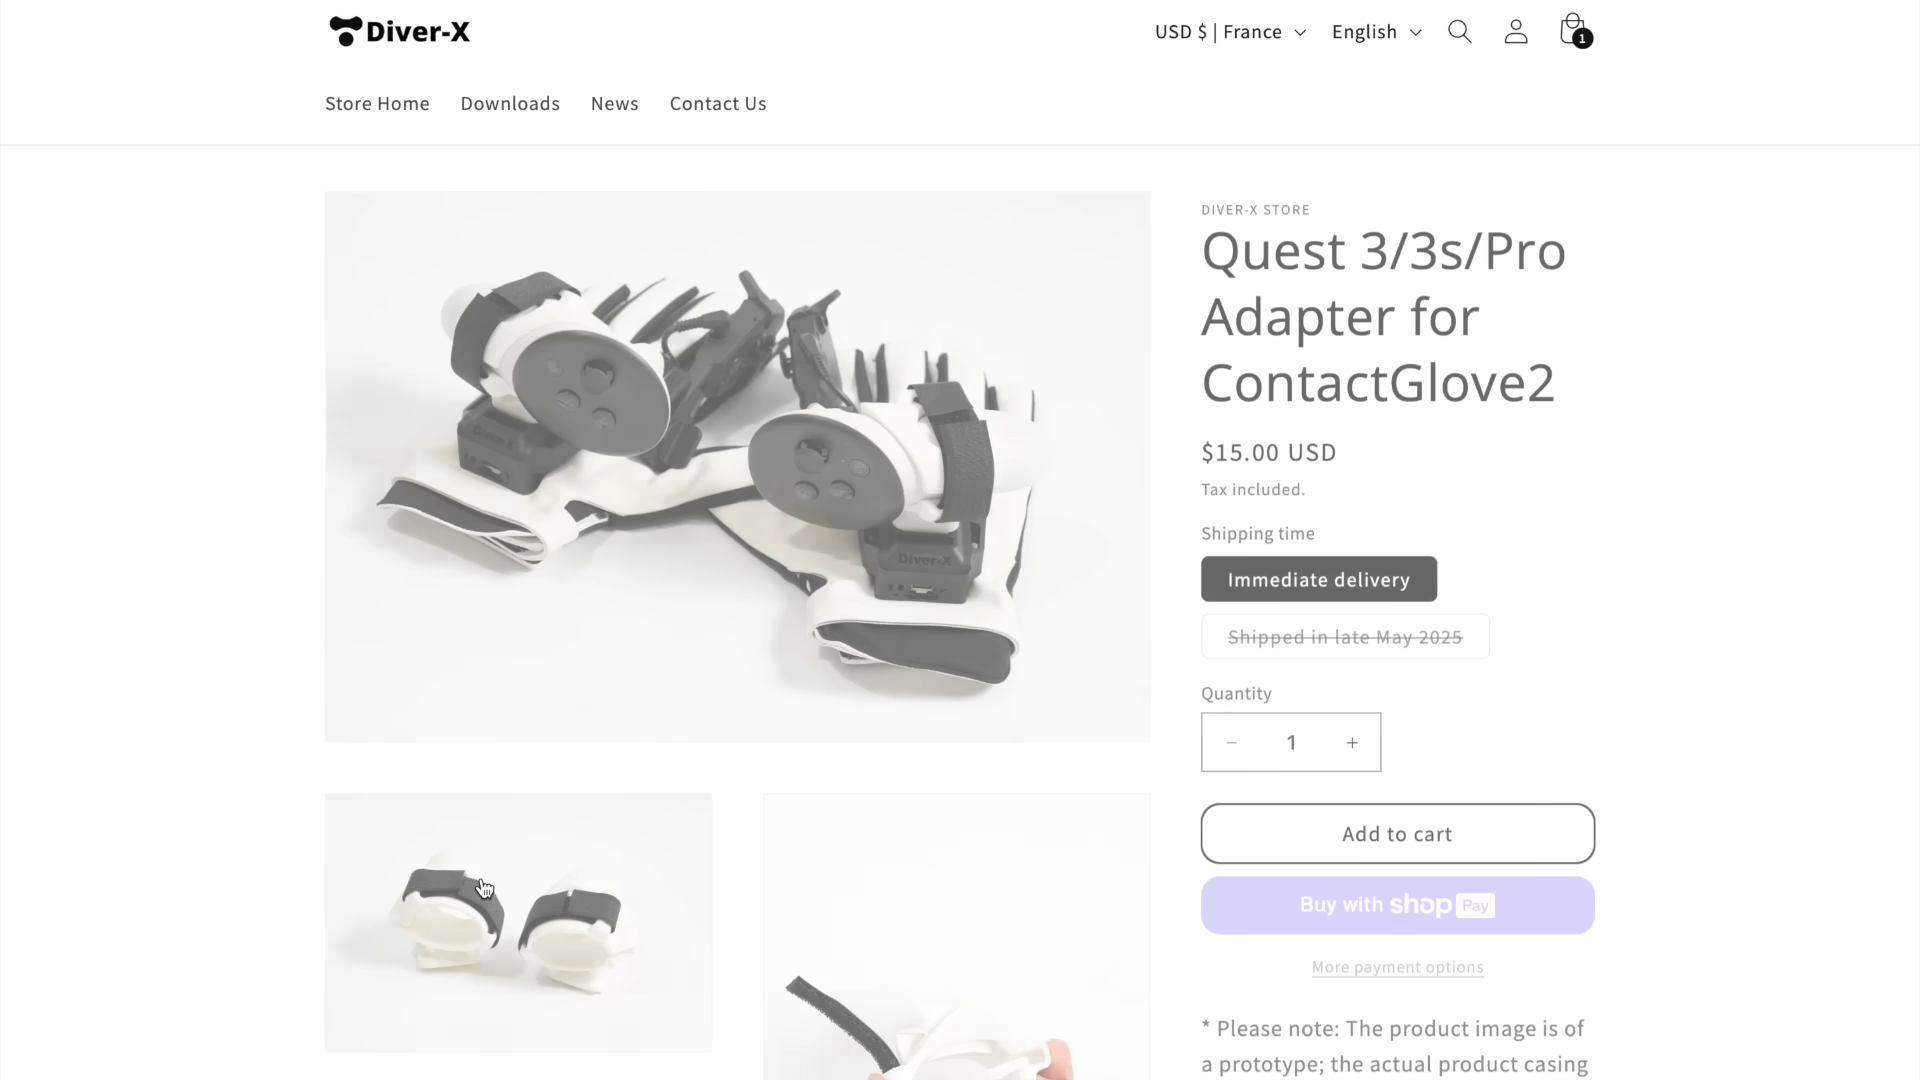 Diver-X
USD $ | France
English
1
Store Home
Downloads
News
Contact Us
DIVER-X STORE
Quest 3/3s/Pro
Adapter for
ContactGlove2
$15.00 USD
Tax included.
Shipping time
Immediate delivery
Shipped in late May 2025
Quantity
− 1 +
Add to cart
Buy with shop Pay
More payment options
* Please note: The product image is of
a prototype; the actual product casing
Diver-X